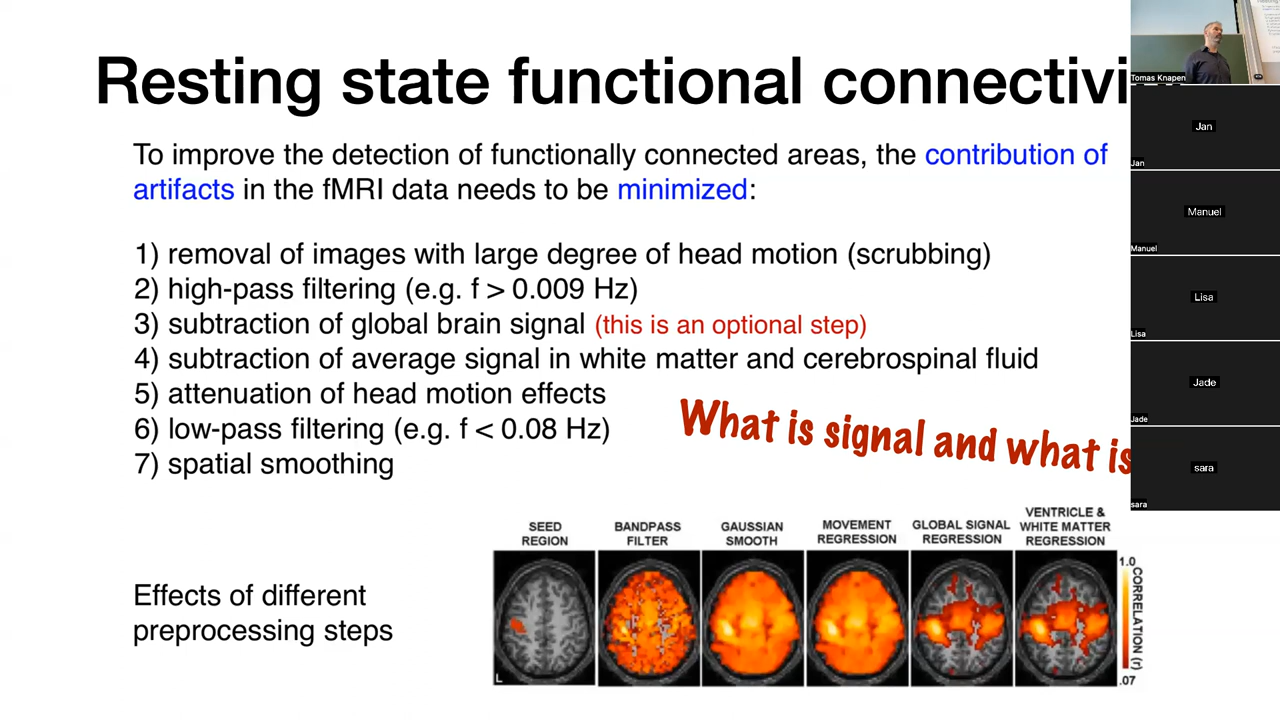 Resting state functional connectivi
To improve the detection of functionally connected areas, the contribution of
artifacts in the fMRI data needs to be minimized:
1) removal of images with large degree of head motion (scrubbing)
2) high-pass filtering (e.g. f > 0.009 Hz)
3) subtraction of global brain signal (this is an optional step)
4) subtraction of average signal in white matter and cerebrospinal fluid
5) attenuation of head motion effects
6) low-pass filtering (e.g. f < 0.08 Hz)
7) spatial smoothing
What is signal and what is
Effects of different
preprocessing steps
SEED
REGION
BANDPASS
FILTER
GAUSSIAN
SMOOTH
MOVEMENT
REGRESSION
GLOBAL SIGNAL
REGRESSION
VENTRICLE &
WHITE MATTER
REGRESSION
L
1.0
CORRELATION (r)
.07
Tomas Knapen
Jan
Jan
Manuel
Manuel
Lisa
Lisa
Jade
Jade
sara
sara